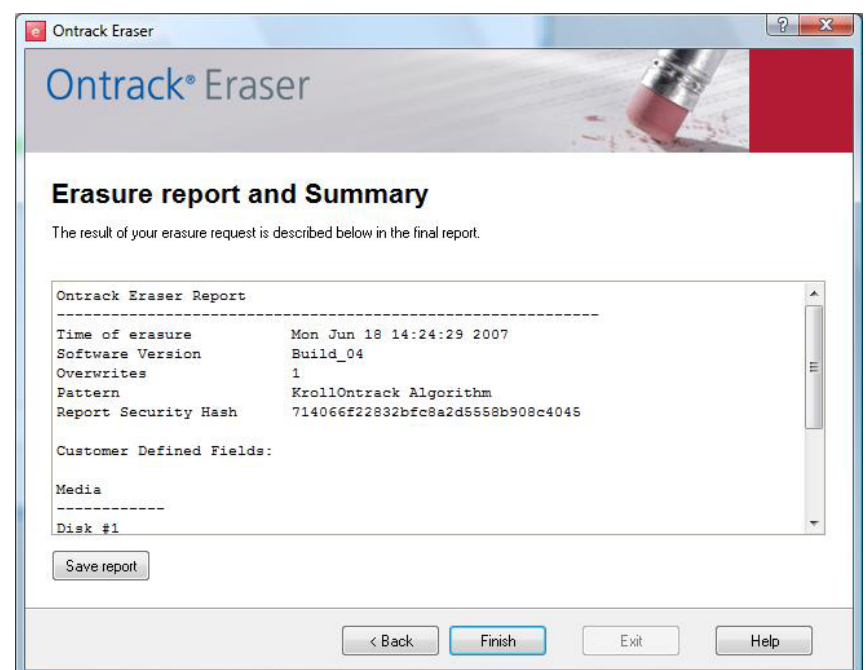 Ontrack Eraser
Ontrack® Eraser
Erasure report and Summary
The result of your erasure request is described below in the final report.
Ontrack Eraser Report
------------------------------------------------------------
Time of erasure Mon Jun 18 14:24:29 2007
Software Version Build_04
Overwrites 1
Pattern KrollOntrack Algorithm
Report Security Hash 714066f22832bfc8a2d5558b908c4045
Customer Defined Fields:
Media
------------
Disk #1
Save report
< Back Finish Exit Help